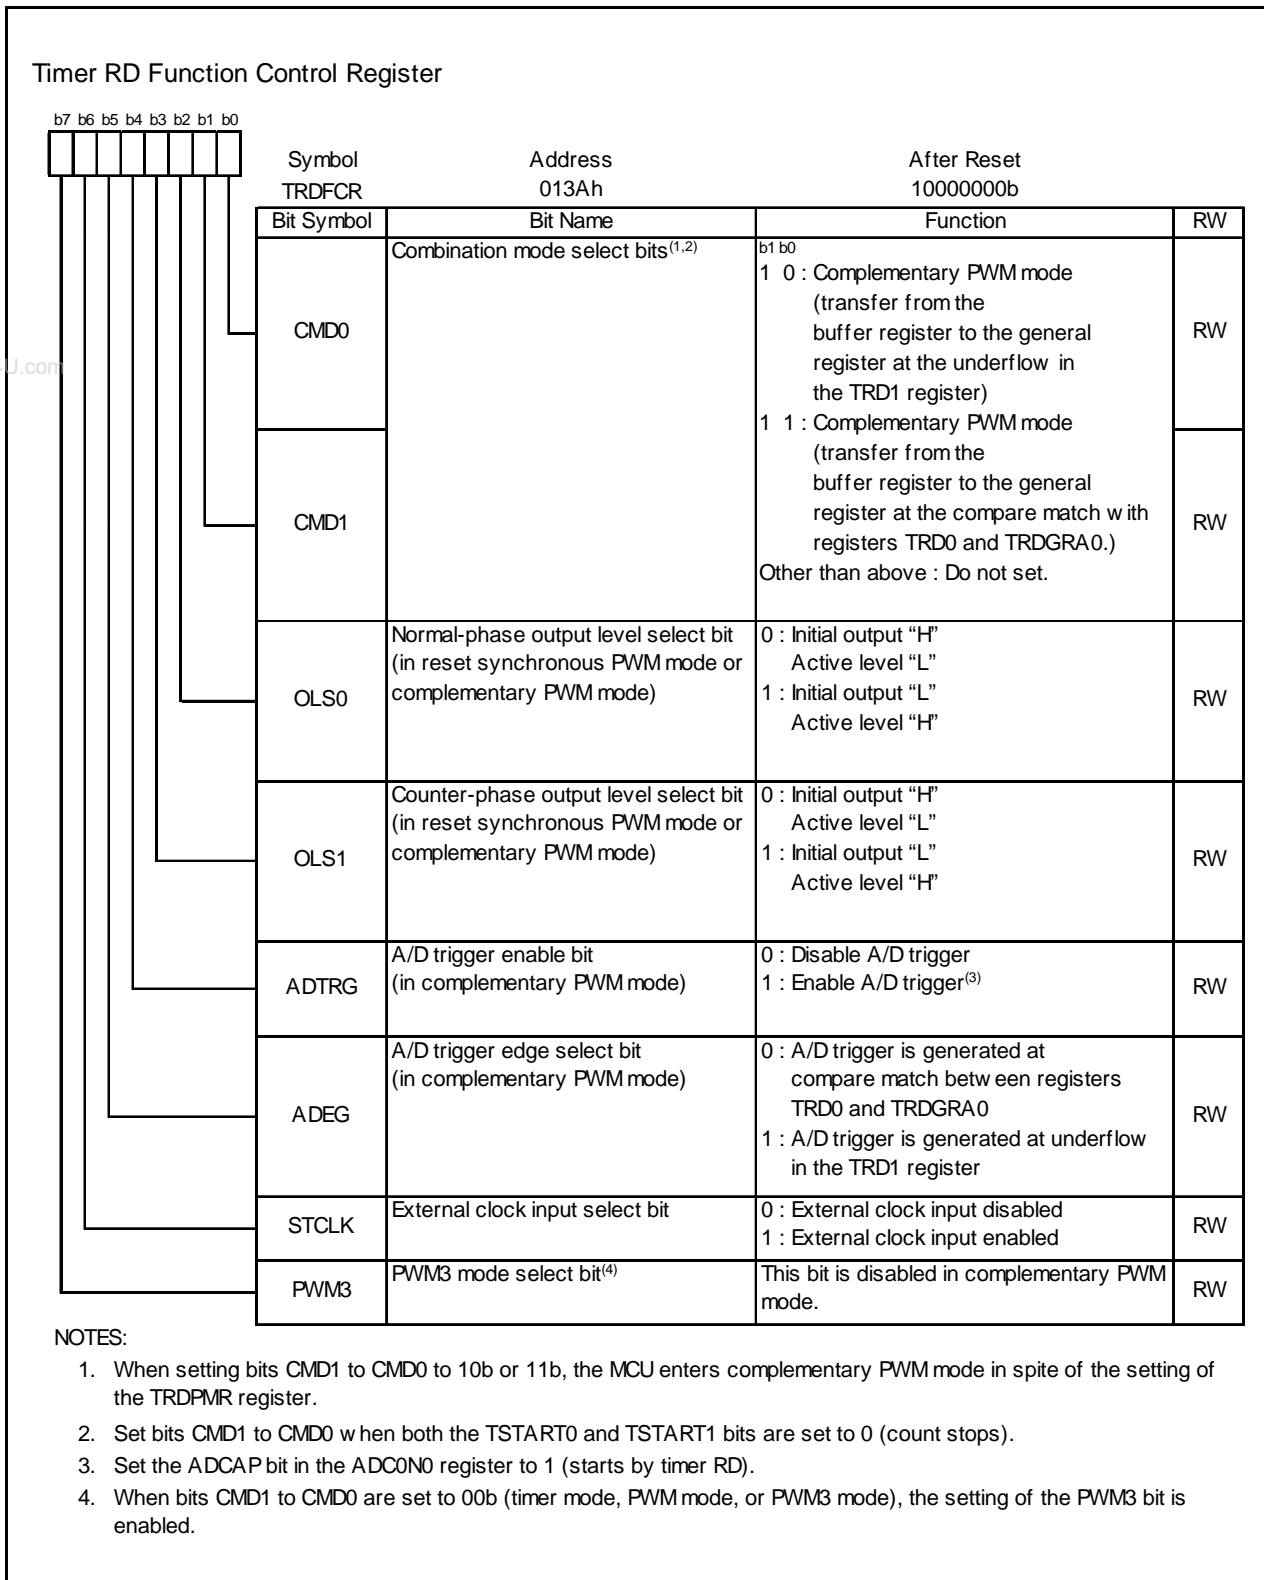 Timer RD Function Control Register
b7 b6 b5 b4 b3 b2 b1 b0
Symbol Address After Reset
TRDFCR 013Ah 10000000b
Bit Symbol Bit Name Function RW
CMD0
Combination mode select bits(1,2)
b1 b0
1 0 : Complementary PWM mode
(transfer from the
buffer register to the general
register at the underflow in
the TRD1 register)
RW
CMD1
1 1 : Complementary PWM mode
(transfer from the
buffer register to the general
register at the compare match with
registers TRD0 and TRDGRA0.)
Other than above : Do not set.
RW
OLS0
Normal-phase output level select bit
(in reset synchronous PWM mode or
complementary PWM mode)
0 : Initial output “H”
Active level “L”
1 : Initial output “L”
Active level “H”
RW
OLS1
Counter-phase output level select bit
(in reset synchronous PWM mode or
complementary PWM mode)
0 : Initial output “H”
Active level “L”
1 : Initial output “L”
Active level “H”
RW
ADTRG
A/D trigger enable bit
(in complementary PWM mode)
0 : Disable A/D trigger
1 : Enable A/D trigger(3)
RW
ADEG
A/D trigger edge select bit
(in complementary PWM mode)
0 : A/D trigger is generated at
compare match between registers
TRD0 and TRDGRA0
1 : A/D trigger is generated at underflow
in the TRD1 register
RW
STCLK
External clock input select bit
0 : External clock input disabled
1 : External clock input enabled
RW
PWM3
PWM3 mode select bit(4)
This bit is disabled in complementary PWM
mode.
RW
NOTES:
1. When setting bits CMD1 to CMD0 to 10b or 11b, the MCU enters complementary PWM mode in spite of the setting of
the TRDPMR register.
2. Set bits CMD1 to CMD0 when both the TSTART0 and TSTART1 bits are set to 0 (count stops).
3. Set the ADCAP bit in the ADC0N0 register to 1 (starts by timer RD).
4. When bits CMD1 to CMD0 are set to 00b (timer mode, PWM mode, or PWM3 mode), the setting of the PWM3 bit is
enabled.
U.com